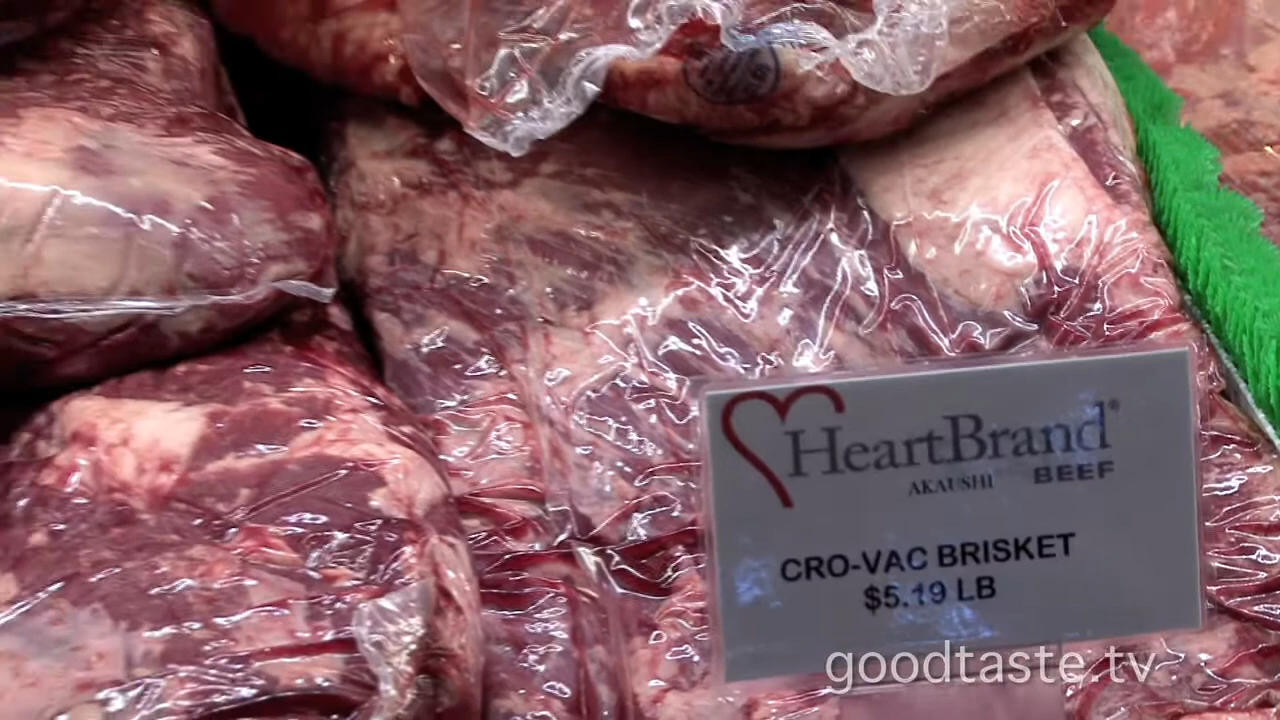 HeartBrand®
AKAUSHI BEEF
CRO-VAC BRISKET
$5.19 LB
goodtaste.tv